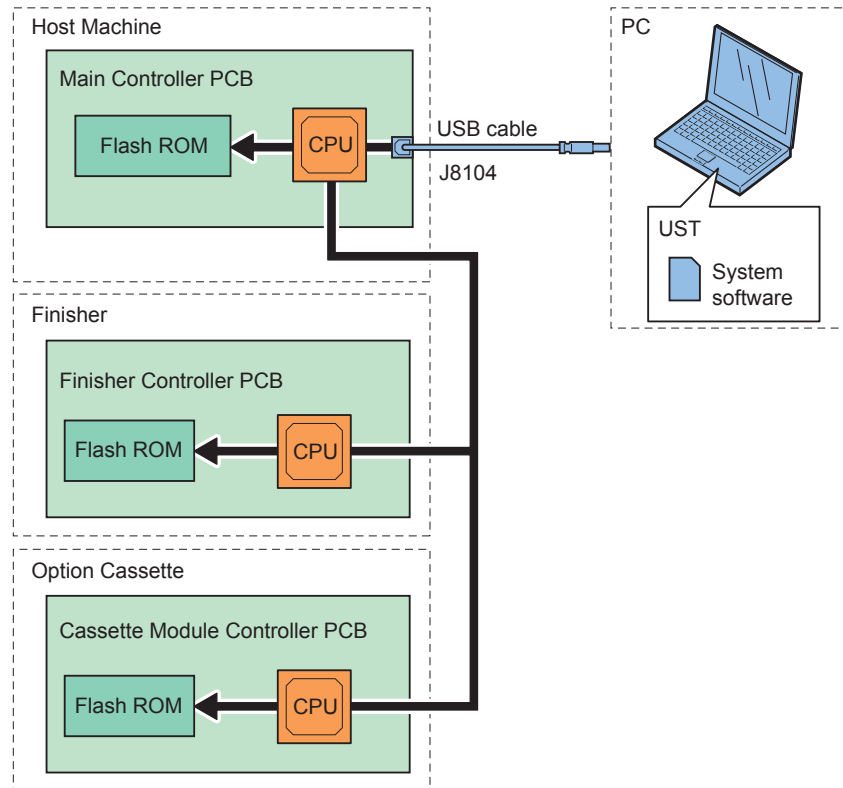 Host Machine
Main Controller PCB
Flash ROM
CPU
USB cable
J8104
PC
UST
System
software
Finisher
Finisher Controller PCB
Flash ROM
CPU
Option Cassette
Cassette Module Controller PCB
Flash ROM
CPU